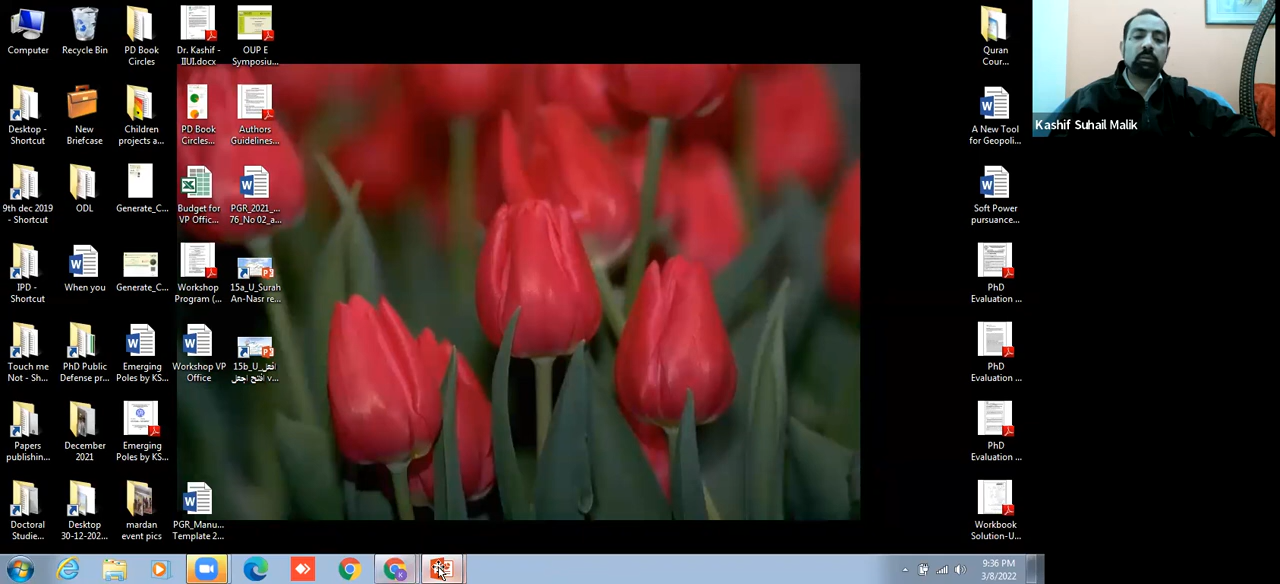 Computer
Recycle Bin
PD Book
Circles
Dr. Kashif -
IIUI.docx
OUP E
Symposiu...
Quran
Cour...
Kashif Suhail Malik
Desktop -
Shortcut
New
Briefcase
Children
projects a...
PD Book
Circles...
Authors
Guidelines...
A New Tool
for Geopoli...
9th dec 2019
- Shortcut
ODL
Generate_C...
Budget for
VP Offic...
PGR_2021_...
76_No 02_a...
Soft Power
pursuance...
IPD -
Shortcut
When you
Generate_C...
Workshop
Program (...
15a_U_Surah
An-Nasr re...
PhD
Evaluation ...
Touch me
Not - Sh...
PhD Public
Defense pr...
Emerging
Poles by KS...
Workshop VP
Office
15b_U_افتتل
افتتح اجتعل v...
PhD
Evaluation ...
Papers
publishin...
December
2021
Emerging
Poles by KS...
PhD
Evaluation ...
Doctoral
Studie...
Desktop
30-12-202...
mardan
event pics
PGR_Manu...
Template 2...
Workbook
Solution-U...
9:36 PM
3/8/2022